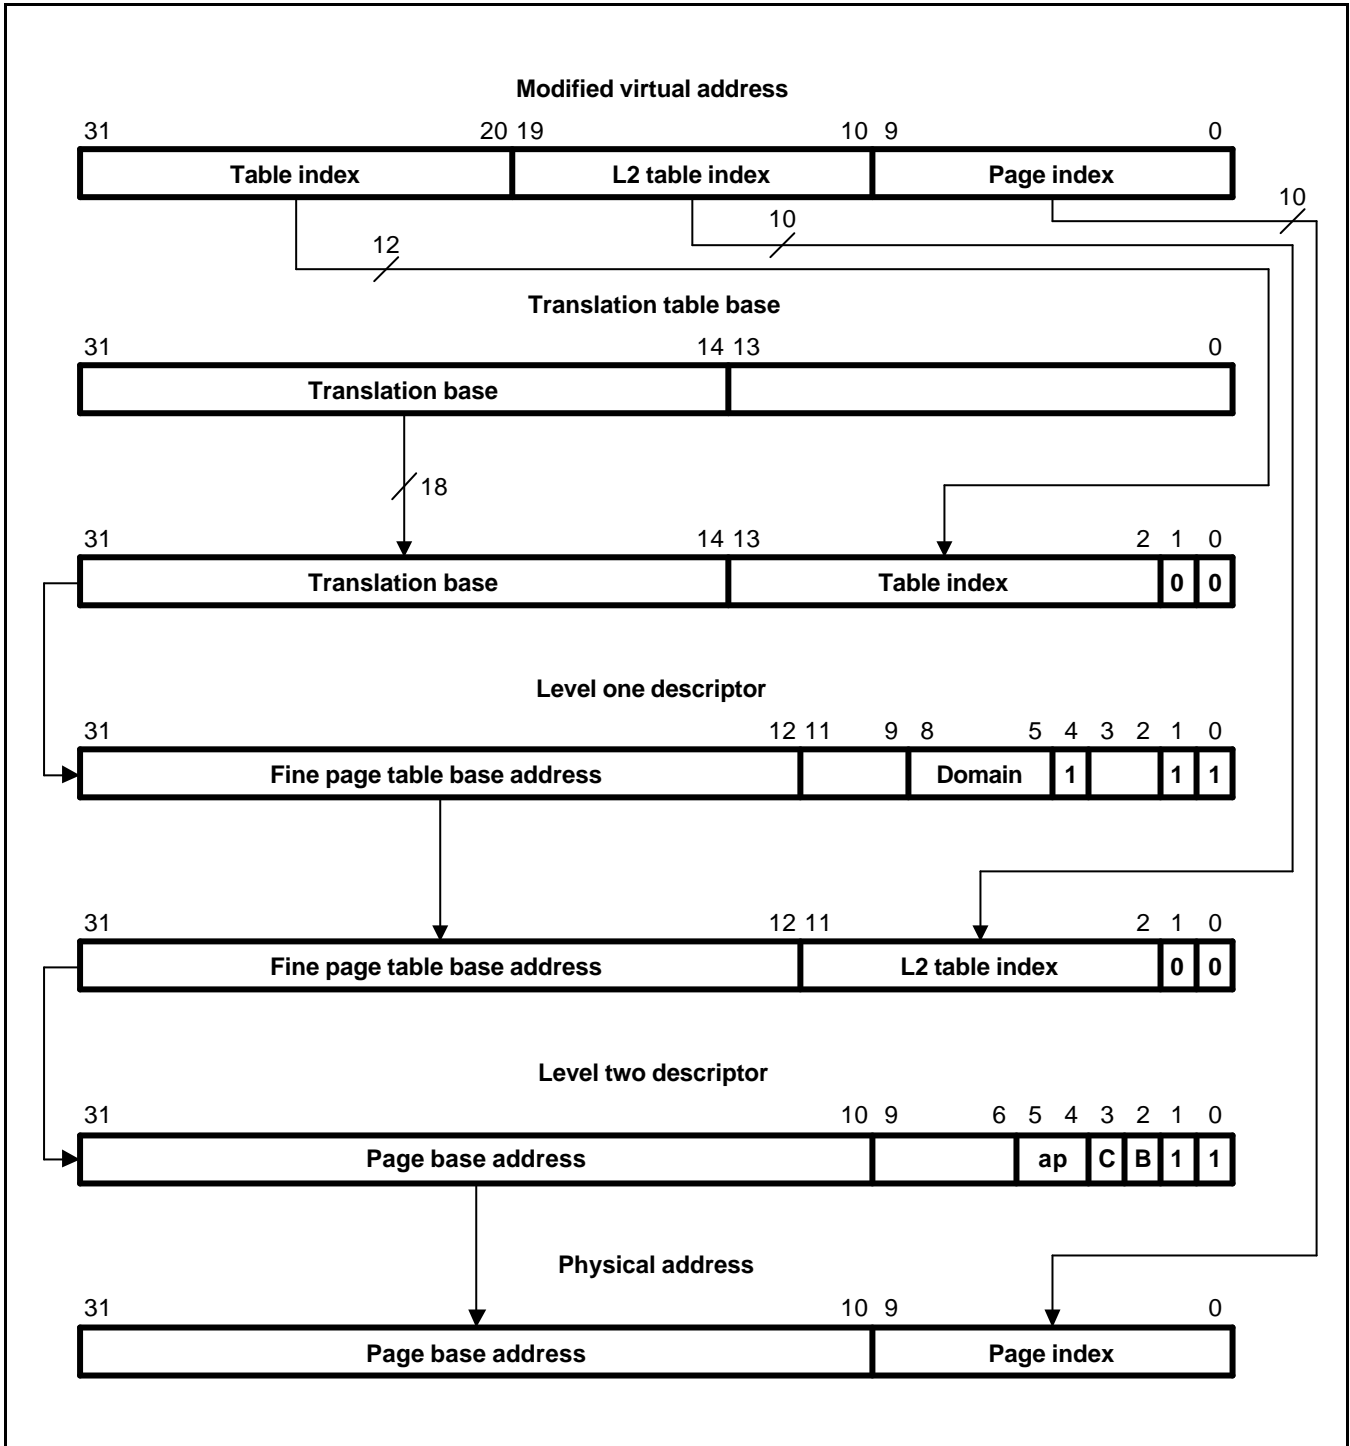 Modified virtual address
31 20 19 10 9 0
Table index L2 table index Page index
10
10
12
Translation table base
31 14 13 0
Translation base
18
31 14 13 2 1 0
Translation base Table index 0 0
Level one descriptor
31 12 11 9 8 5 4 3 2 1 0
Fine page table base address Domain 1 1 1
31 12 11 2 1 0
Fine page table base address L2 table index 0 0
Level two descriptor
31 10 9 6 5 4 3 2 1 0
Page base address ap C B 1 1
Physical address
31 10 9 0
Page base address Page index